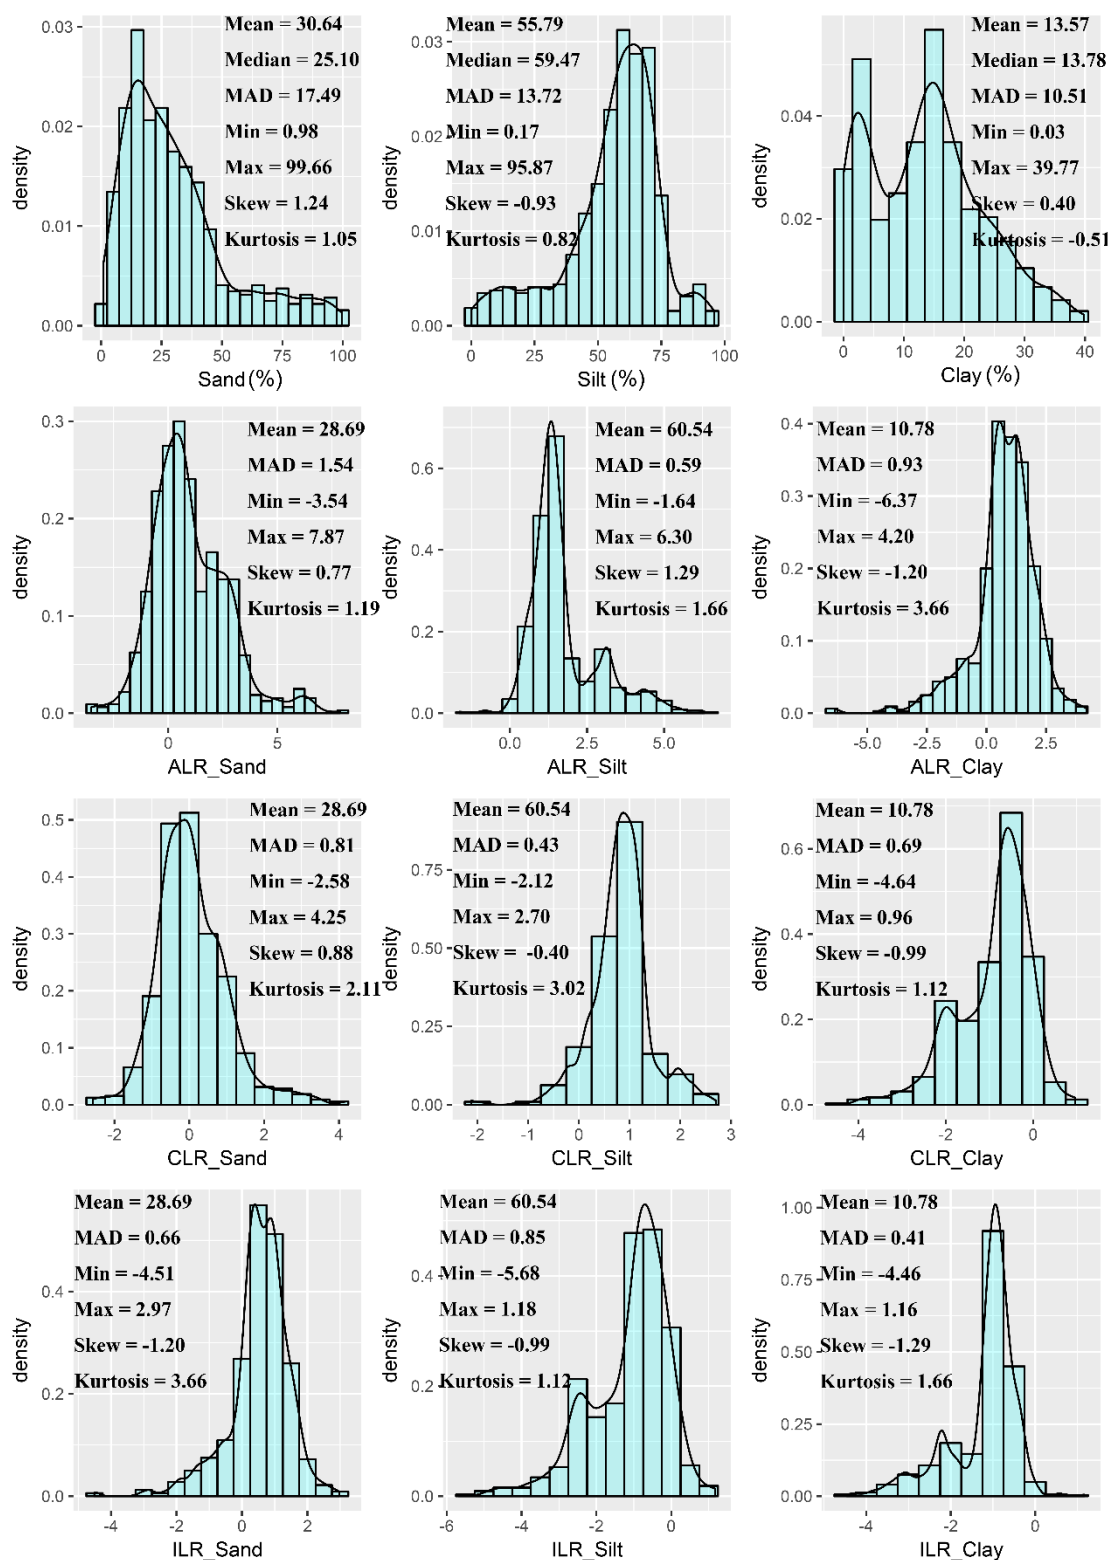 Mean = 30.64
Median = 25.10
MAD = 17.49
Min = 0.98
Max = 99.66
Skew = 1.24
Kurtosis = 1.05
density
0.03
0.02
0.01
0.00
0
25
50
75
100
Sand (%)
Mean = 55.79
Median = 59.47
MAD = 13.72
Min = 0.17
Max = 95.87
Skew = -0.93
Kurtosis = 0.82
density
0.03
0.02
0.01
0.00
0
25
50
75
100
Silt (%)
Mean = 13.57
Median = 13.78
MAD = 10.51
Min = 0.03
Max = 39.77
Skew = 0.40
Kurtosis = -0.51
density
0.04
0.02
0.00
0
10
20
30
40
Clay (%)
Mean = 28.69
MAD = 1.54
Min = -3.54
Max = 7.87
Skew = 0.77
Kurtosis = 1.19
density
0.3
0.2
0.1
0.0
0
5
ALR_Sand
Mean = 60.54
MAD = 0.59
Min = -1.64
Max = 6.30
Skew = 1.29
Kurtosis = 1.66
density
0.6
0.4
0.2
0.0
0.0
2.5
5.0
ALR_Silt
Mean = 10.78
MAD = 0.93
Min = -6.37
Max = 4.20
Skew = -1.20
Kurtosis = 3.66
density
0.4
0.3
0.2
0.1
0.0
-5.0
-2.5
0.0
2.5
ALR_Clay
Mean = 28.69
MAD = 0.81
Min = -2.58
Max = 4.25
Skew = 0.88
Kurtosis = 2.11
density
0.5
0.4
0.3
0.2
0.1
0.0
-2
0
2
4
CLR_Sand
Mean = 60.54
MAD = 0.43
Min = -2.12
Max = 2.70
Skew = -0.40
Kurtosis = 3.02
density
0.75
0.50
0.25
0.00
-2
-1
0
1
2
3
CLR_Silt
Mean = 10.78
MAD = 0.69
Min = -4.64
Max = 0.96
Skew = -0.99
Kurtosis = 1.12
density
0.6
0.4
0.2
0.0
-4
-2
0
CLR_Clay
Mean = 28.69
MAD = 0.66
Min = -4.51
Max = 2.97
Skew = -1.20
Kurtosis = 3.66
density
0.4
0.2
0.0
-4
-2
0
2
ILR_Sand
Mean = 60.54
MAD = 0.85
Min = -5.68
Max = 1.18
Skew = -0.99
Kurtosis = 1.12
density
0.4
0.2
0.0
-6
-4
-2
0
ILR_Silt
Mean = 10.78
MAD = 0.41
Min = -4.46
Max = 1.16
Skew = -1.29
Kurtosis = 1.66
density
1.00
0.75
0.50
0.25
0.00
-4
-2
0
ILR_Clay